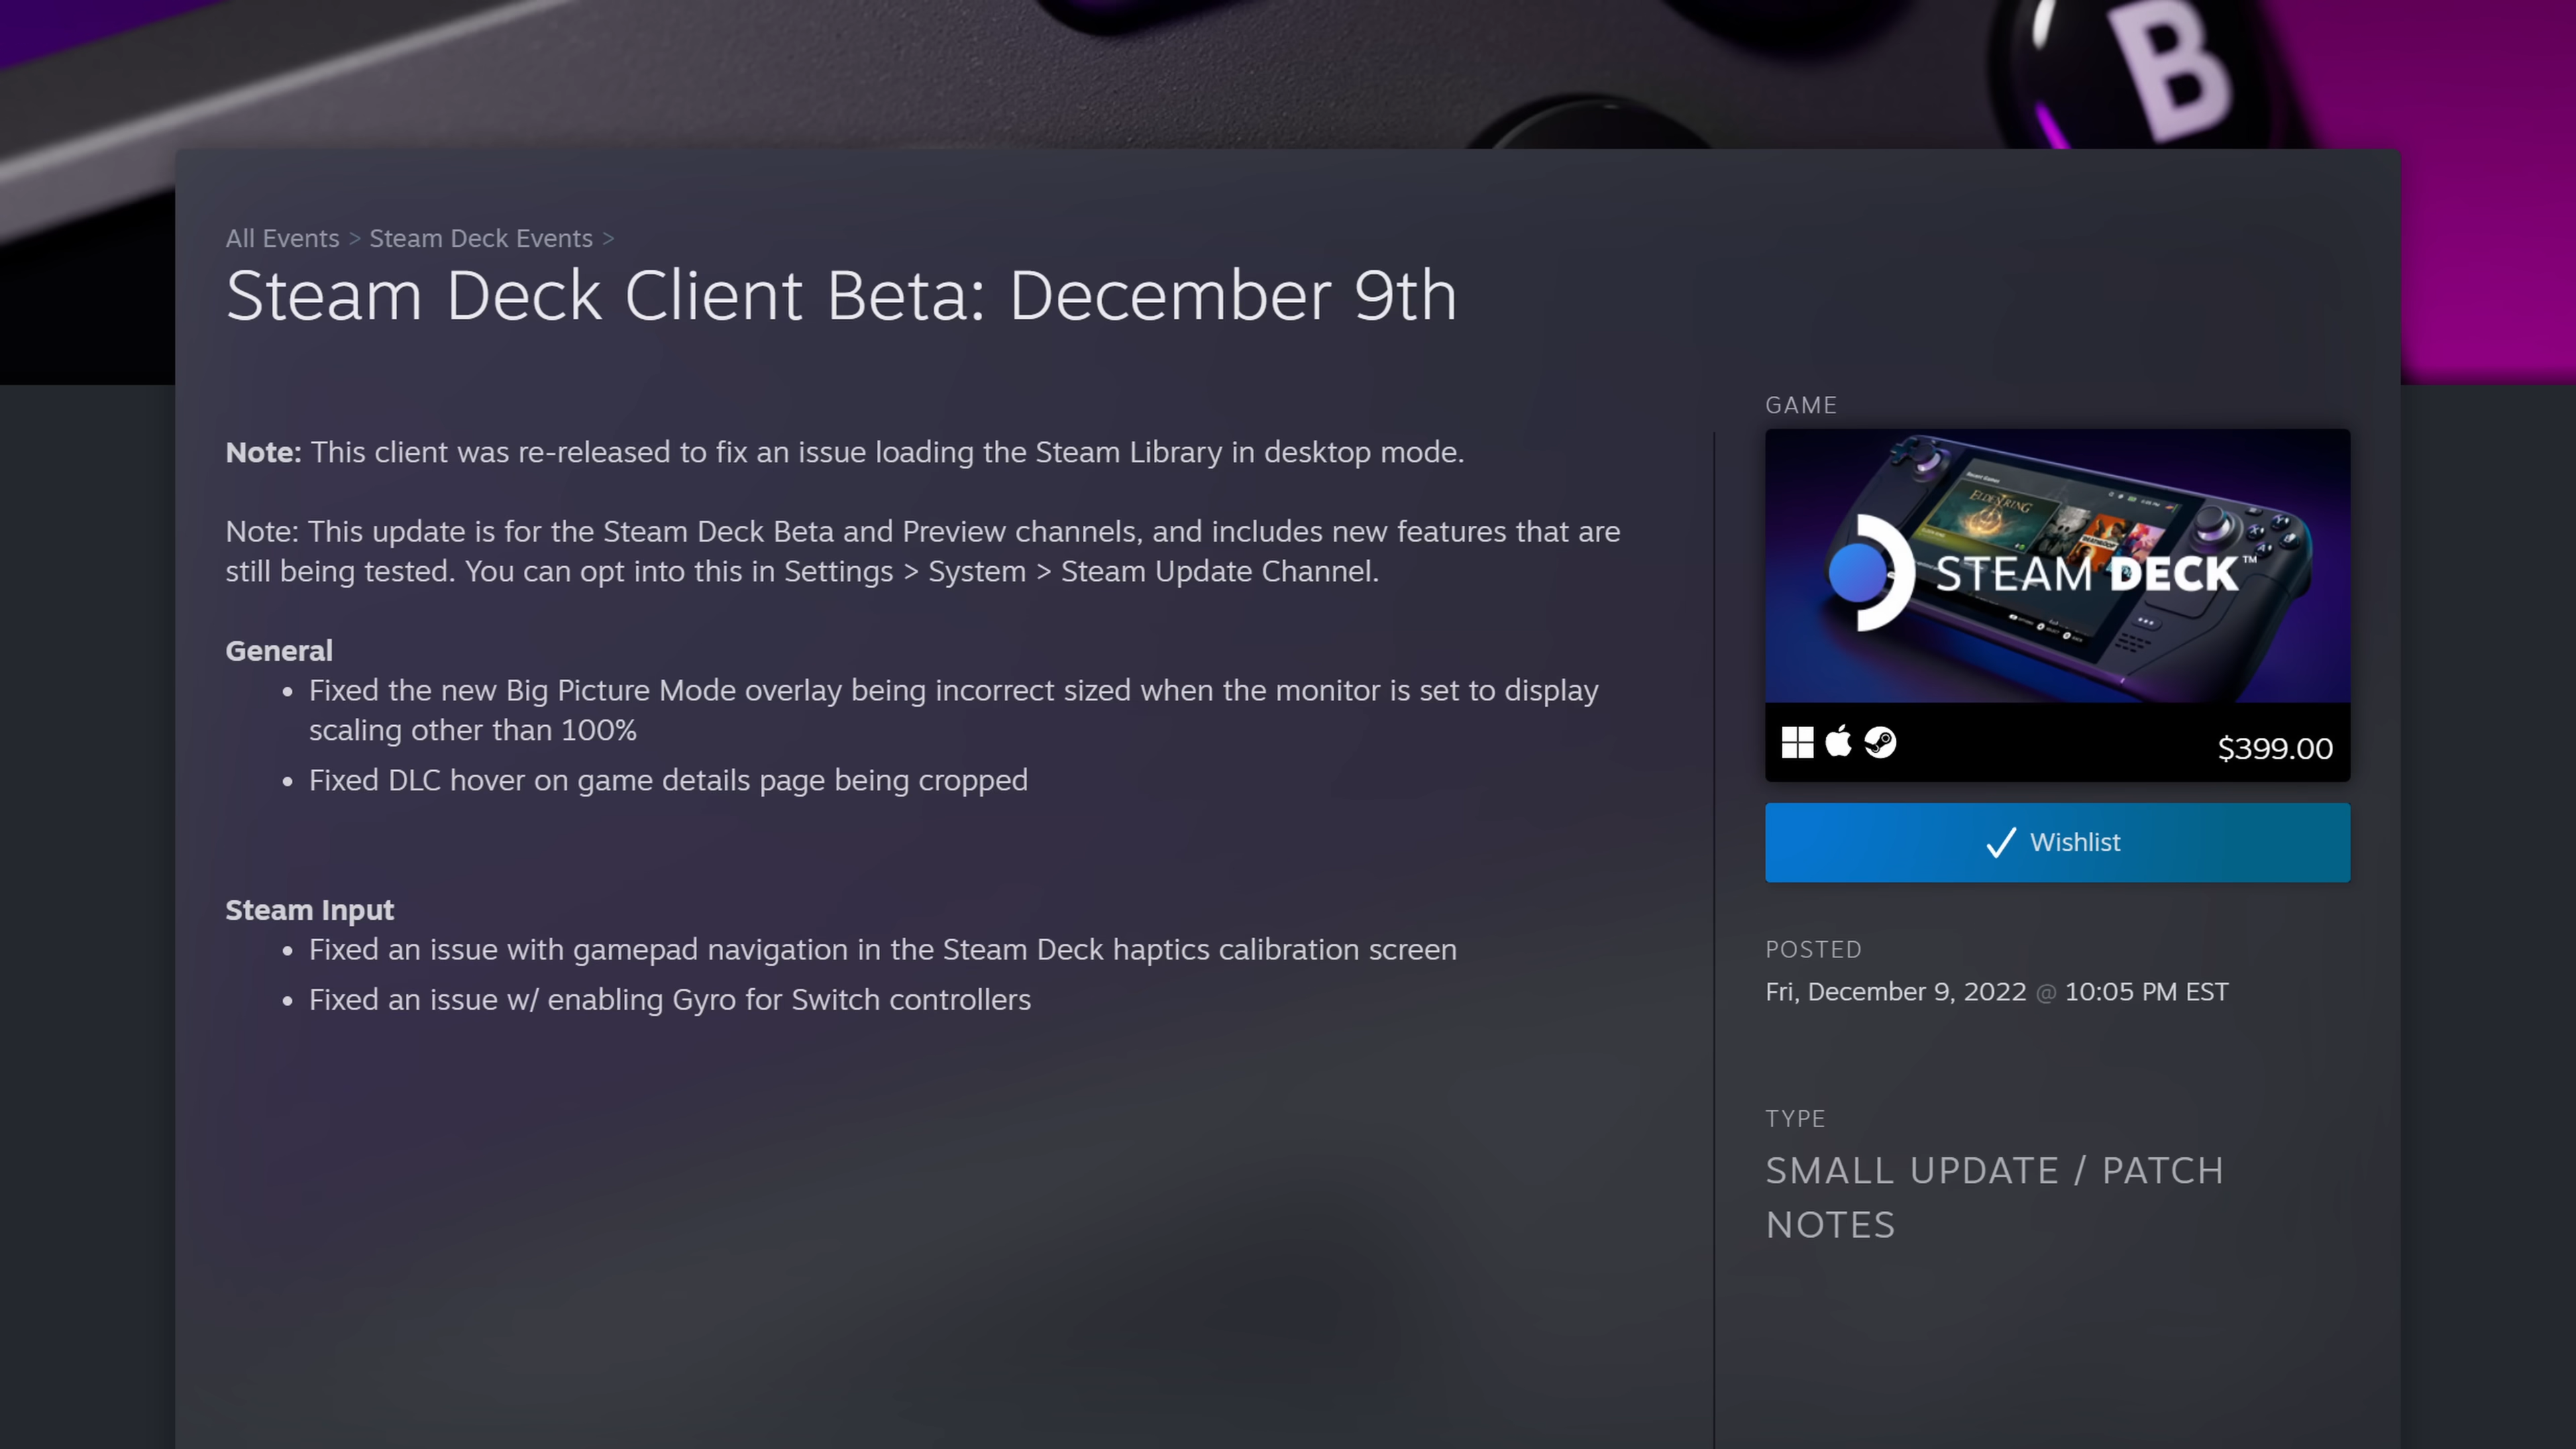 B
All Events > Steam Deck Events >
Steam Deck Client Beta: December 9th
Note: This client was re-released to fix an issue loading the Steam Library in desktop mode.
Note: This update is for the Steam Deck Beta and Preview channels, and includes new features that are
still being tested. You can opt into this in Settings > System > Steam Update Channel.
General
• Fixed the new Big Picture Mode overlay being incorrect sized when the monitor is set to display
scaling other than 100%
• Fixed DLC hover on game details page being cropped
Steam Input
• Fixed an issue with gamepad navigation in the Steam Deck haptics calibration screen
• Fixed an issue w/ enabling Gyro for Switch controllers
GAME
ELDEN RING
STEAM DECK™
$399.00
Wishlist
POSTED
Fri, December 9, 2022 @ 10:05 PM EST
TYPE
SMALL UPDATE / PATCH
NOTES